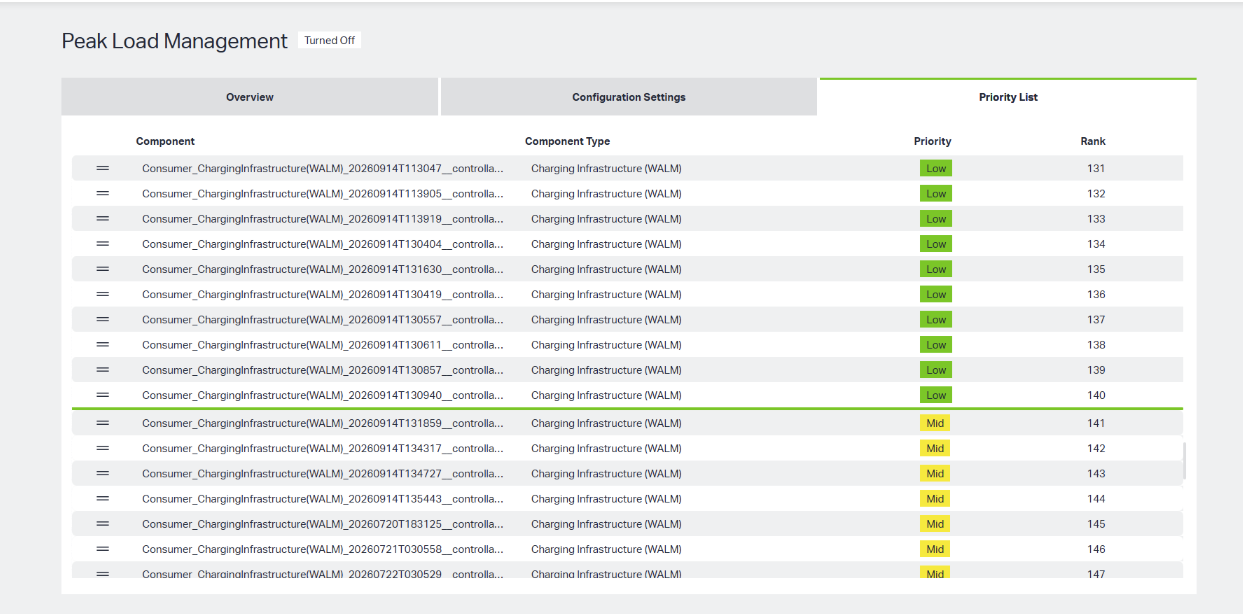 Peak Load Management Turned Off
Overview Configuration Settings Priority List
Component Component Type Priority Rank
Consumer_ChargingInfrastructure(WALM)_20260914T113047__controlla... Charging Infrastructure (WALM) Low 131
Consumer_ChargingInfrastructure(WALM)_20260914T113905__controlla... Charging Infrastructure (WALM) Low 132
Consumer_ChargingInfrastructure(WALM)_20260914T113919__controlla... Charging Infrastructure (WALM) Low 133
Consumer_ChargingInfrastructure(WALM)_20260914T130404__controlla... Charging Infrastructure (WALM) Low 134
Consumer_ChargingInfrastructure(WALM)_20260914T131630__controlla... Charging Infrastructure (WALM) Low 135
Consumer_ChargingInfrastructure(WALM)_20260914T130419__controlla... Charging Infrastructure (WALM) Low 136
Consumer_ChargingInfrastructure(WALM)_20260914T130557__controlla... Charging Infrastructure (WALM) Low 137
Consumer_ChargingInfrastructure(WALM)_20260914T130611__controlla... Charging Infrastructure (WALM) Low 138
Consumer_ChargingInfrastructure(WALM)_20260914T130857__controlla... Charging Infrastructure (WALM) Low 139
Consumer_ChargingInfrastructure(WALM)_20260914T130940__controlla... Charging Infrastructure (WALM) Low 140
Consumer_ChargingInfrastructure(WALM)_20260914T131859__controlla... Charging Infrastructure (WALM) Mid 141
Consumer_ChargingInfrastructure(WALM)_20260914T134317__controlla... Charging Infrastructure (WALM) Mid 142
Consumer_ChargingInfrastructure(WALM)_20260914T134727__controlla... Charging Infrastructure (WALM) Mid 143
Consumer_ChargingInfrastructure(WALM)_20260914T135443__controlla... Charging Infrastructure (WALM) Mid 144
Consumer_ChargingInfrastructure(WALM)_20260720T183125__controlla... Charging Infrastructure (WALM) Mid 145
Consumer_ChargingInfrastructure(WALM)_20260721T030558__controlla... Charging Infrastructure (WALM) Mid 146
Consumer_ChargingInfrastructure(WALM)_20260722T030529__controlla... Charging Infrastructure (WALM) Mid 147